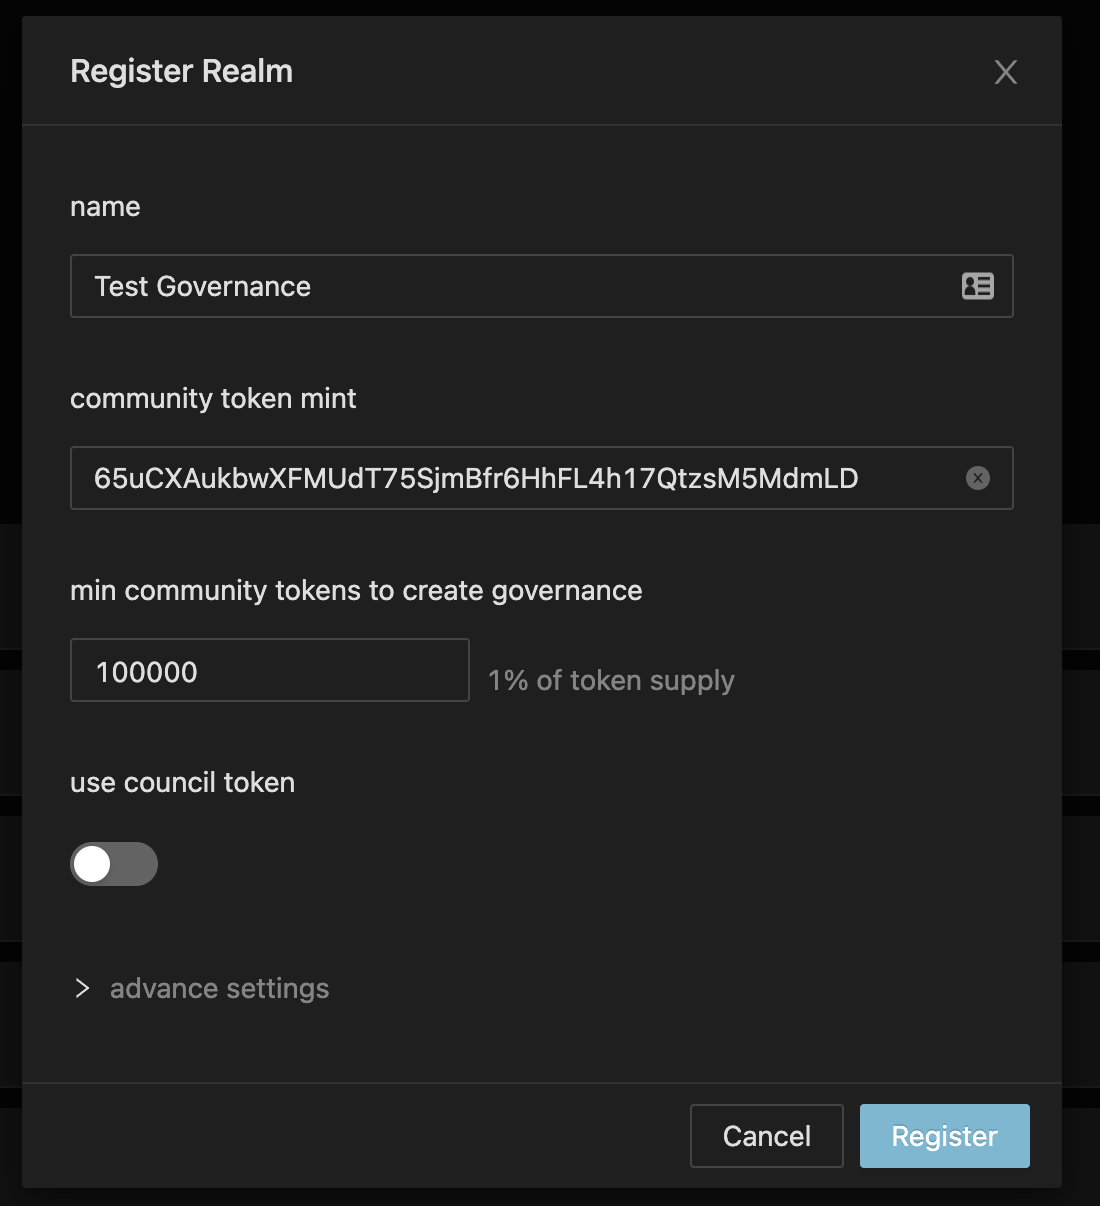 Register Realm
name
Test Governance
community token mint
65uCXAukbwXFMUdT75SjmBfr6HhFL4h17QtzsM5MdmLD
min community tokens to create governance
100000
1% of token supply
use council token
advance settings
Cancel
Register